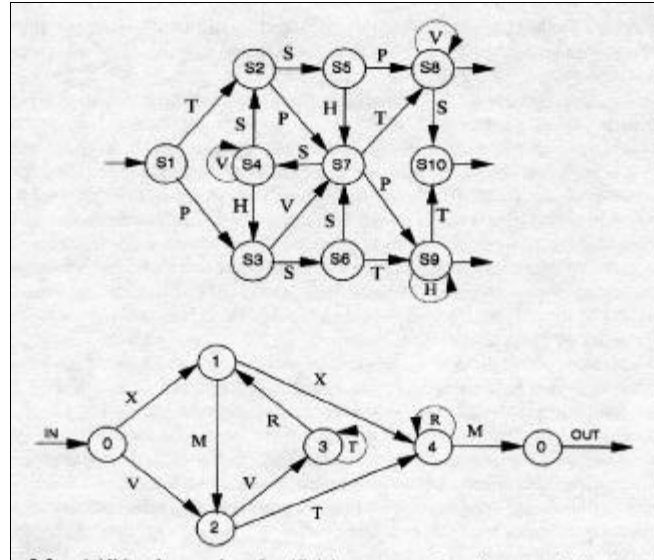 V
S2 S S5 P S8
T P H T S
S
S1 V S4 S S7 S10
P H V S P T
S3 S S6 T S9
H
1
X X
IN 0 M R 3 T R 4 M 0 OUT
V V T
2